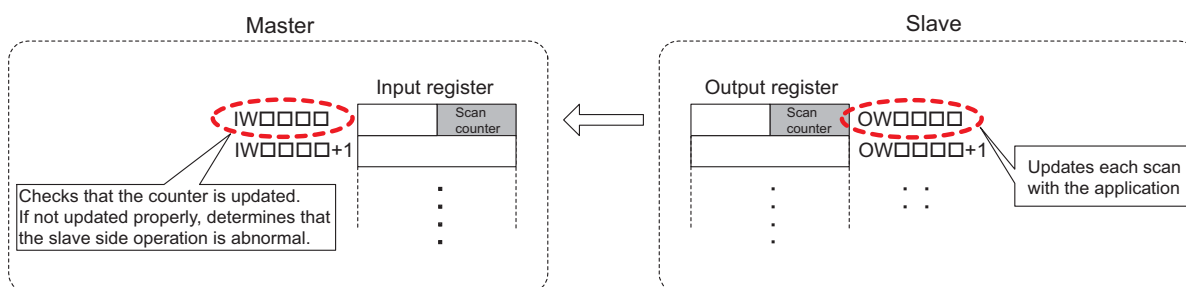 Master
Input register
IW□□□□
Scan
counter
IW□□□□+1
Checks that the counter is updated.
If not updated properly, determines that
the slave side operation is abnormal.
Slave
Output register
Scan
counter
OW□□□□
OW□□□□+1
Updates each scan
with the application